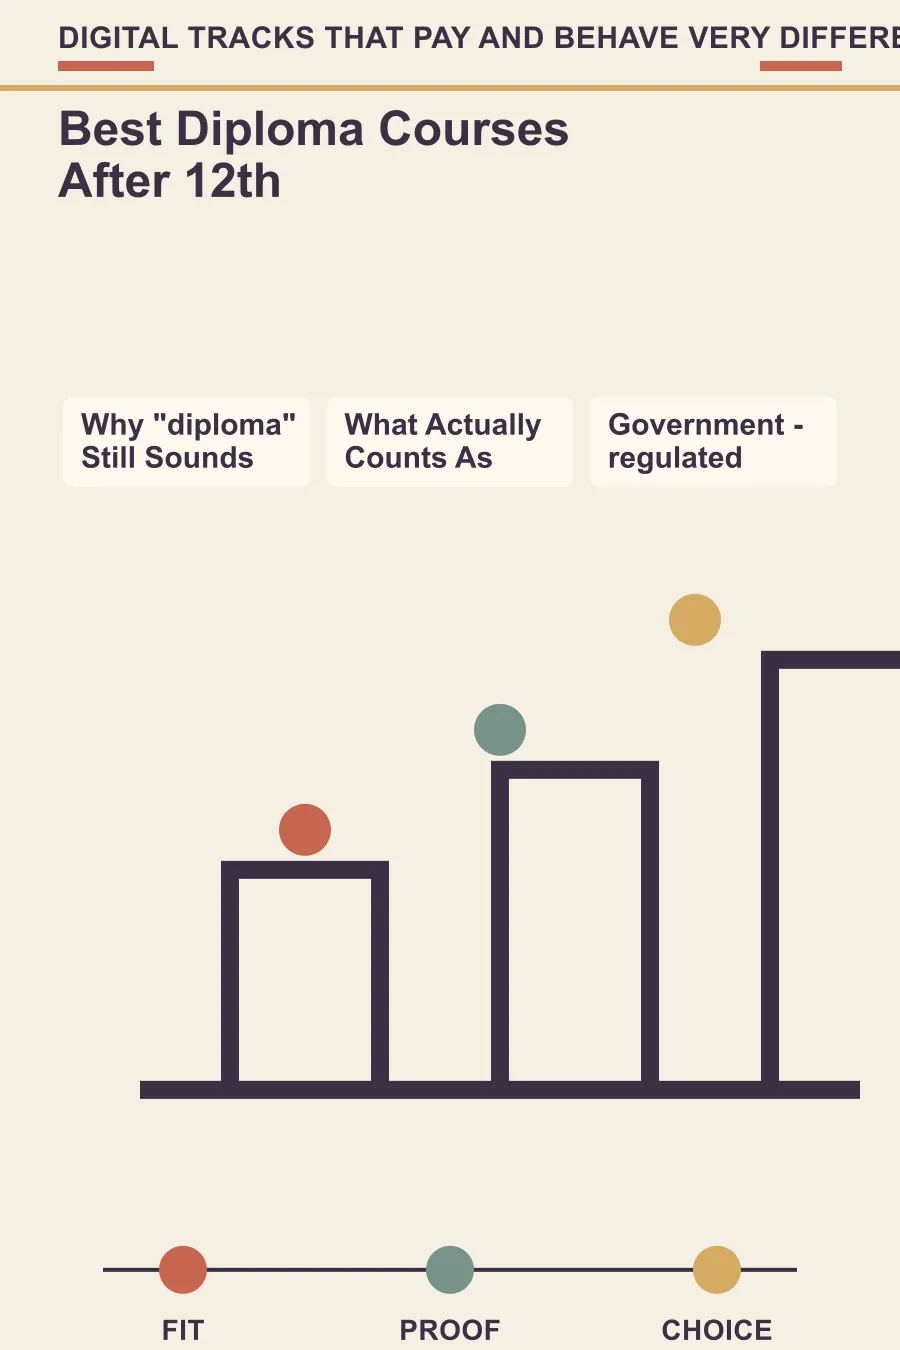 DIGITAL TRACKS THAT PAY AND BEHAVE VERY DIFFERE
Best Diploma Courses
After 12th
Why "diploma"
Still Sounds
What Actually
Counts As
Government -
regulated
FIT
PROOF
CHOICE